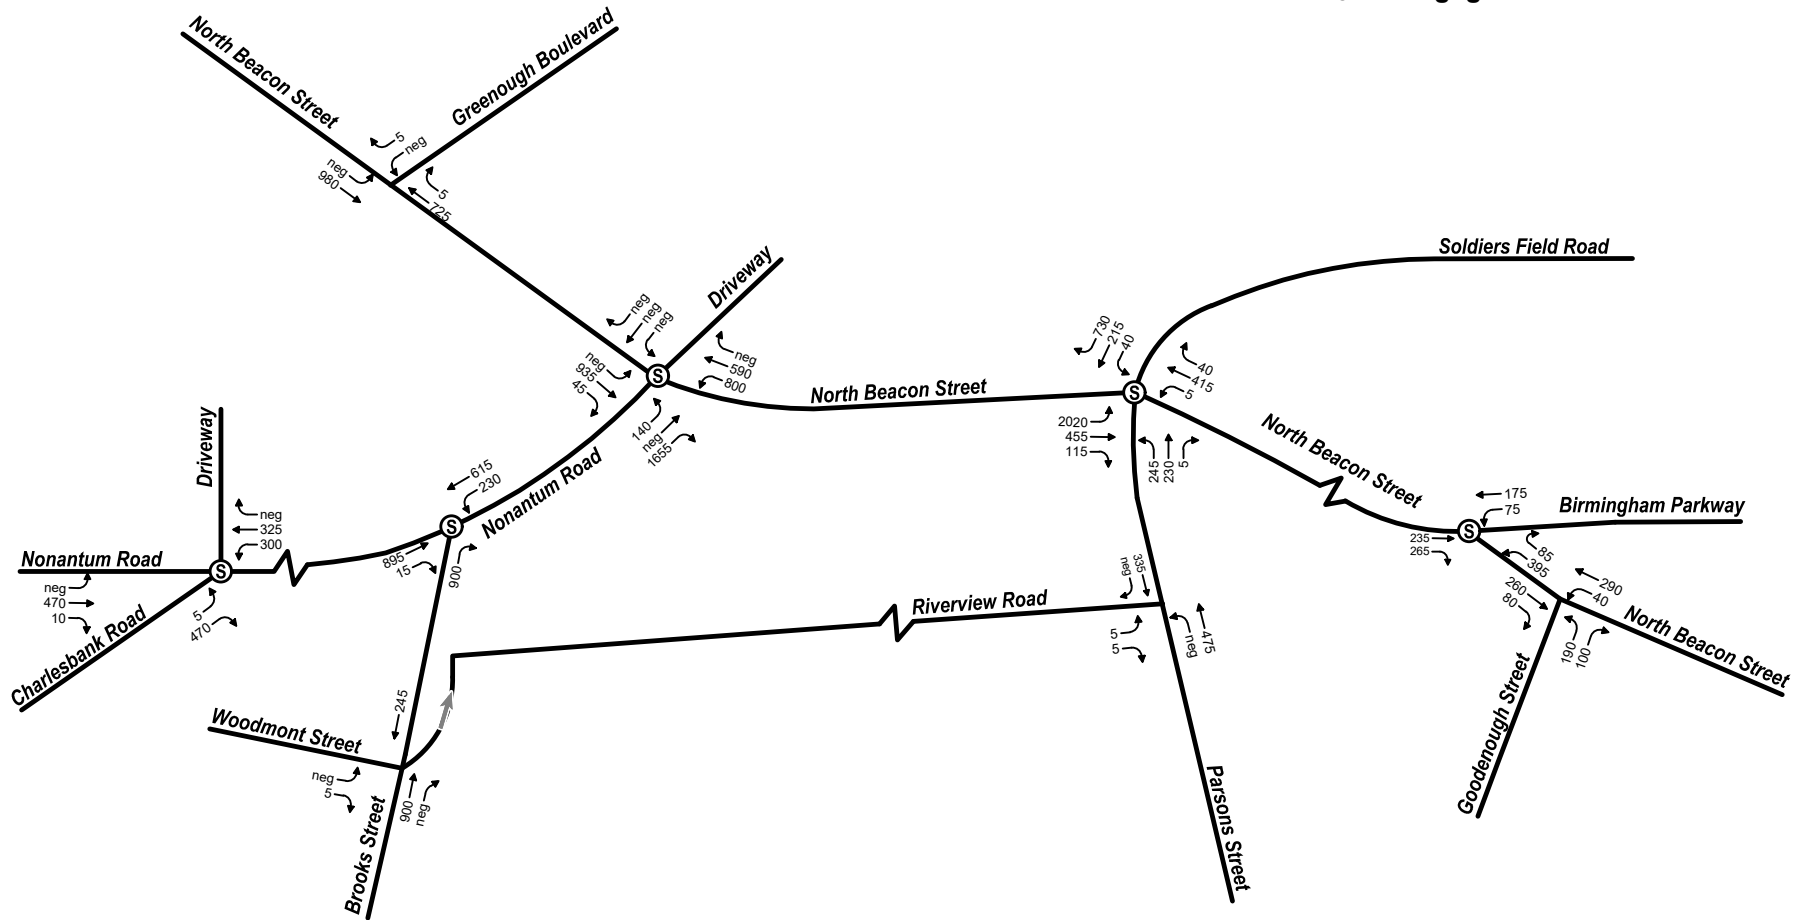 North Beacon Street
Greenough Boulevard
5
neg
neg
980
5
725
Driveway
Soldiers Field Road
neg
neg
neg
neg
935
45
neg
590
800
North Beacon Street
730
215
40
40
415
5
2020
455
115
245
230
5
North Beacon Street
140
neg
1655
Nonantum Road
615
230
895
15
900
Driveway
neg
325
300
Nonantum Road
neg
470
10
5
470
Charlesbank Road
175
75
Birmingham Parkway
235
265
85
395
260
80
290
40
North Beacon Street
190
100
Goodenough Street
Riverview Road
neg
335
5
5
neg
475
Parsons Street
245
Woodmont Street
neg
5
900
neg
Brooks Street
S
S
S
S
S